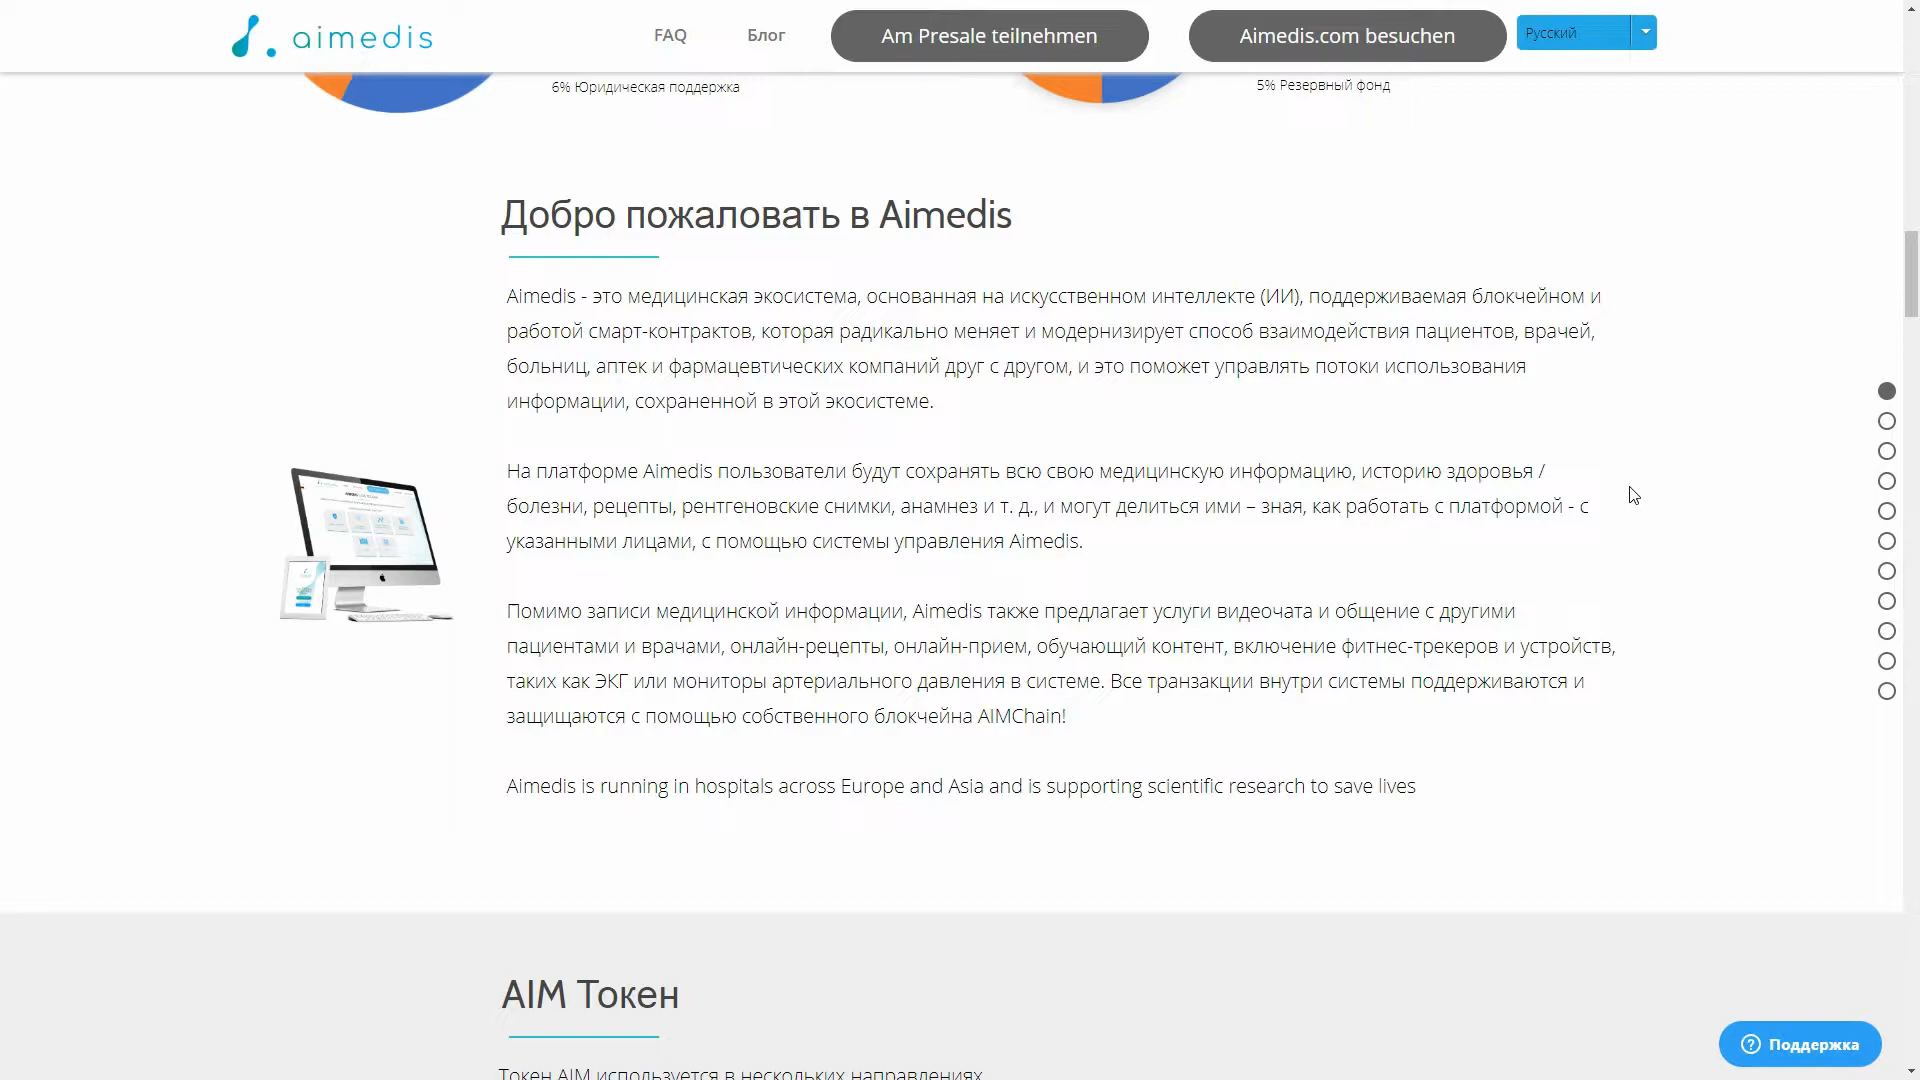 aimedis
FAQ
Блог
Am Presale teilnehmen
Aimedis.com besuchen
Русский
6% Юридическая поддержка
5% Резервный фонд
Добро пожаловать в Aimedis
Aimedis - это медицинская экосистема, основанная на искусственном интеллекте (ИИ), поддерживаемая блокчейном и
работой смарт-контрактов, которая радикально меняет и модернизирует способ взаимодействия пациентов, врачей,
больниц, аптек и фармацевтических компаний друг с другом, и это поможет управлять потоки использования
информации, сохраненной в этой экосистеме.
На платформе Aimedis пользователи будут сохранять всю свою медицинскую информацию, историю здоровья /
болезни, рецепты, рентгеновские снимки, анамнез и т. д., и могут делиться ими – зная, как работать с платформой - с
указанными лицами, с помощью системы управления Aimedis.
Помимо записи медицинской информации, Aimedis также предлагает услуги видеочата и общение с другими
пациентами и врачами, онлайн-рецепты, онлайн-прием, обучающий контент, включение фитнес-трекеров и устройств,
таких как ЭКГ или мониторы артериального давления в системе. Все транзакции внутри системы поддерживаются и
защищаются с помощью собственного блокчейна AIMChain!
Aimedis is running in hospitals across Europe and Asia and is supporting scientific research to save lives
AIM Токен
Токен AIM используется в нескольких направлениях
Поддержка